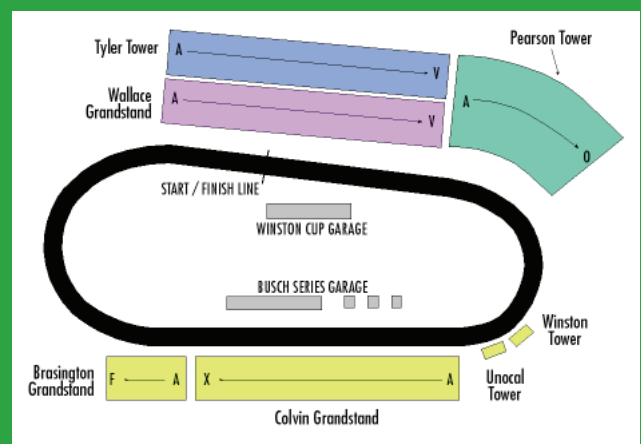 Pearson Tower
Tyler Tower
A
V
Wallace
Grandstand
A
V
A
O
START / FINISH LINE
WINSTON CUP GARAGE
BUSCH SERIES GARAGE
Winston
Tower
Unocal
Tower
Brasington
Grandstand
F
A
X
A
Colvin Grandstand